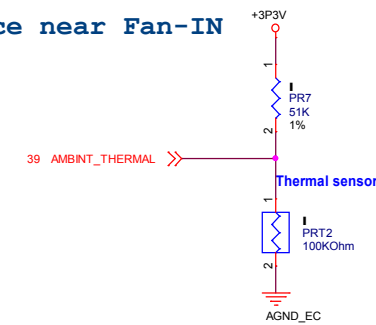 ce near Fan-IN
+3P3V
1
I
PR7
51K
1%
2
39 AMBINT_THERMAL
Thermal sensor
1
I
PRT2
100KOhm
2
AGND_EC